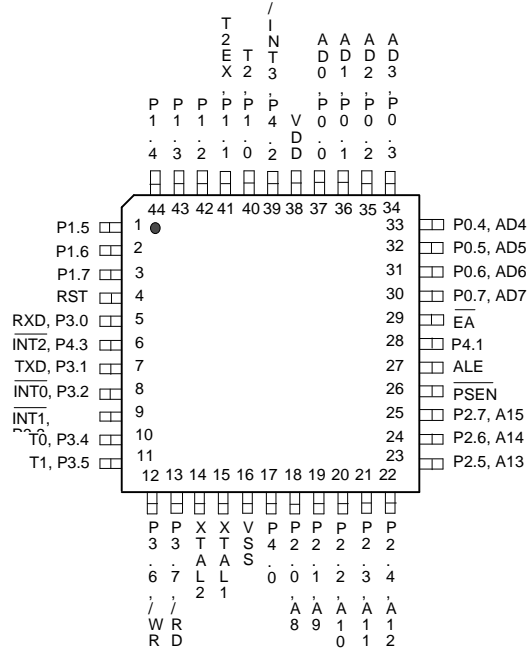 P1.4
P1.3
P1.2
T2EX, P1.1
T2, P1.0
/INT3, P4.2
VDD
AD0, P0.0
AD1, P0.1
AD2, P0.2
AD3, P0.3
44 43 42 41 40 39 38 37 36 35 34
P1.5 1
P1.6 2
P1.7 3
RST 4
RXD, P3.0 5
INT2, P4.3 6
TXD, P3.1 7
INT0, P3.2 8
INT1, 9
T0, P3.4 10
T1, P3.5 11
33 P0.4, AD4
32 P0.5, AD5
31 P0.6, AD6
30 P0.7, AD7
29 EA
28 P4.1
27 ALE
26 PSEN
25 P2.7, A15
24 P2.6, A14
23 P2.5, A13
12 13 14 15 16 17 18 19 20 21 22
P3.6, /WR
P3.7, /RD
XTAL2
XTAL1
VSS
P4.0
P2.0, A8
P2.1, A9
P2.2, A10
P2.3, A11
P2.4, A12